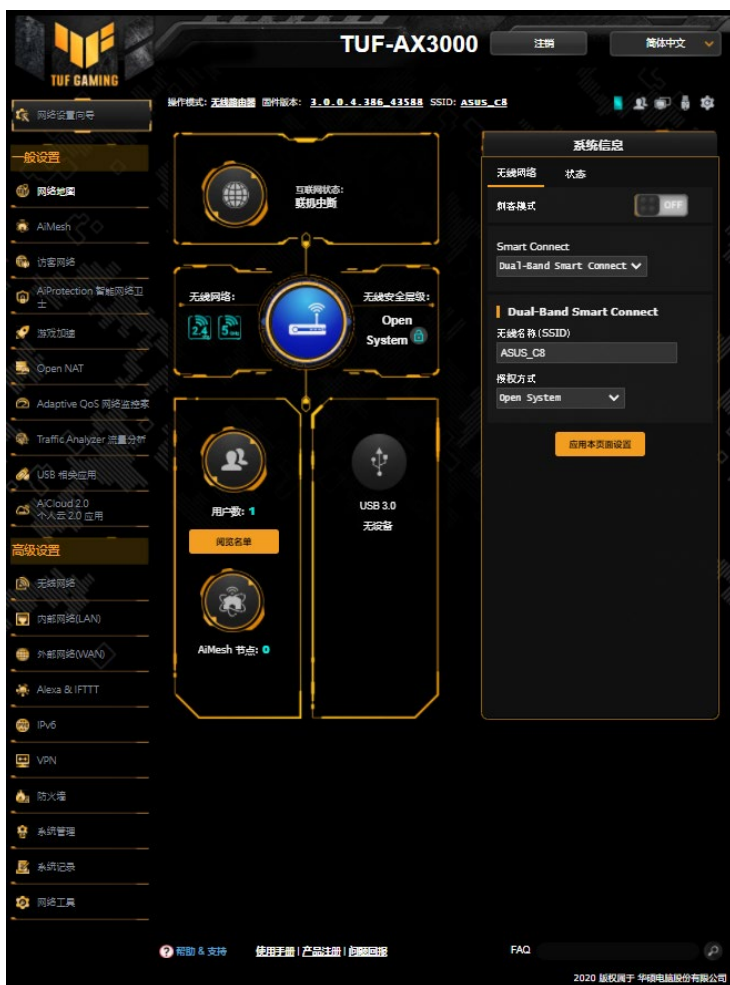 TUF GAMING
TUF-AX3000
注销
简体中文
操作模式: 无线路由器 固件版本: 3.0.0.4.386_43588 SSID: ASUS_C8
网络设置向导
一般设置
网络地图
AiMesh
访客网络
AiProtection 智能网络卫士
游戏加速
Open NAT
Adaptive QoS 网络监控家
Traffic Analyzer 流量分析
USB 相关应用
AiCloud 2.0
个人云 2.0 应用
高级设置
无线网络
内部网络(LAN)
外部网络(WAN)
Alexa & IFTTT
IPv6
VPN
防火墙
系统管理
系统记录
网络工具
互联网状态:
联机中断
无线网络:
2.4
5
无线安全层级:
Open
System
用户数: 1
阅览名单
AiMesh 节点: 0
USB 3.0
无设备
系统信息
无线网络
状态
刺客模式
OFF
Smart Connect
Dual-Band Smart Connect
Dual-Band Smart Connect
无线名称(SSID)
ASUS_C8
授权方式
Open System
应用本页面设置
帮助 & 支持
使用手册 | 产品注册 | 问题回报
FAQ
2020 版权属于 华硕电脑股份有限公司